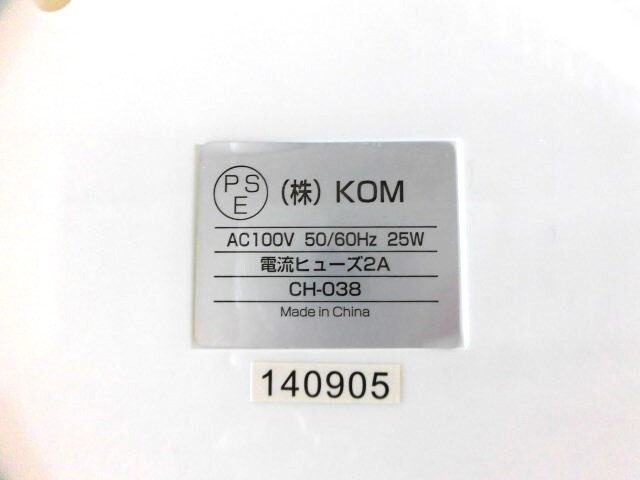 PSE (株) KOM
AC100V 50/60Hz 25W
電流ヒューズ2A
CH-038
Made in China
140905